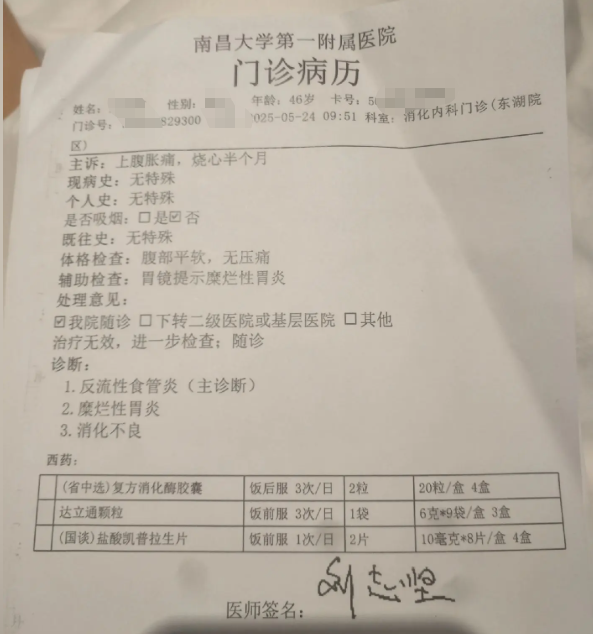 南昌大学第一附属医院
门诊病历
姓名: 性别: 年龄: 46岁 卡号: 50
门诊号: 829300 2025-05-24 09:51 科室: 消化内科门诊(东湖院
区)
主诉: 上腹胀痛, 烧心半个月
现病史: 无特殊
个人史: 无特殊
是否吸烟: ☐是☑否
既往史: 无特殊
体格检查: 腹部平软, 无压痛
辅助检查: 胃镜提示糜烂性胃炎
处理意见:
☑我院随诊 ☐下转二级医院或基层医院 ☐其他
治疗无效, 进一步检查; 随诊
诊断:
1.反流性食管炎(主诊断)
2.糜烂性胃炎
3.消化不良
西药:
(省中选)复方消化酶胶囊 饭后服 3次/日 2粒 20粒/盒 4盒
达立通颗粒 饭前服 3次/日 1袋 6克*9袋/盒 3盒
(国谈)盐酸凯普拉生片 饭前服 1次/日 2片 10毫克*8片/盒 4盒
医师签名: 刘志坚